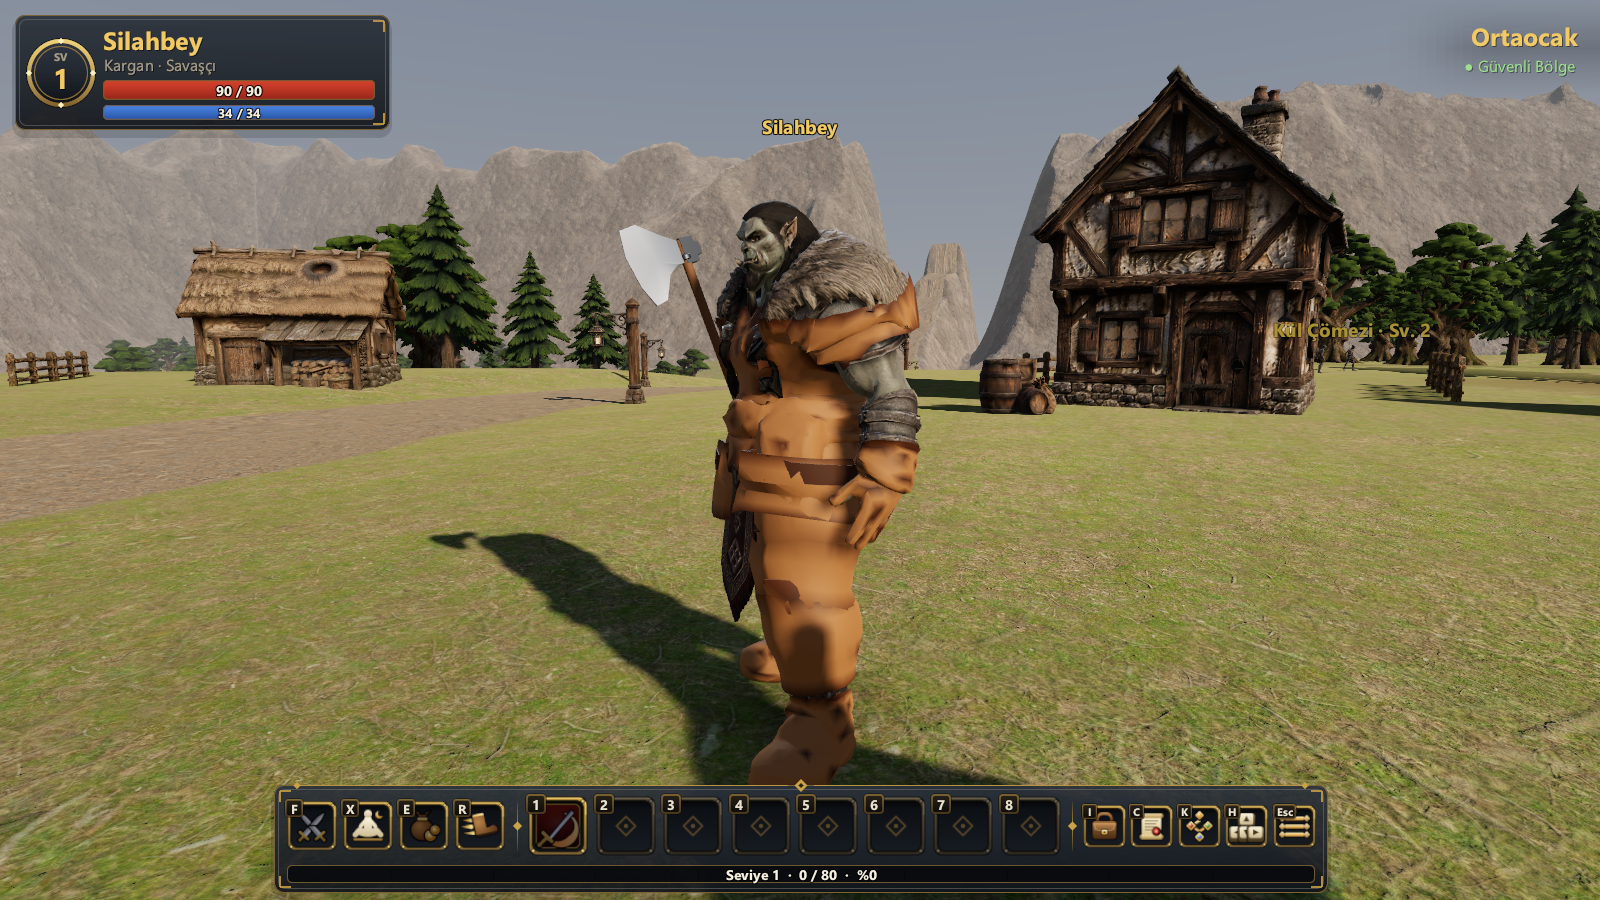 Silahbey
SV
1
Kargan · Savaşçı
90 / 90
34 / 34
Ortaocak
Güvenli Bölge
Silahbey
Kül Çömezi · Sv. 2
F
X
E
R
1
2
3
4
5
6
7
8
I
C
K
H
Esc
Seviye 1 · 0 / 80 · %0